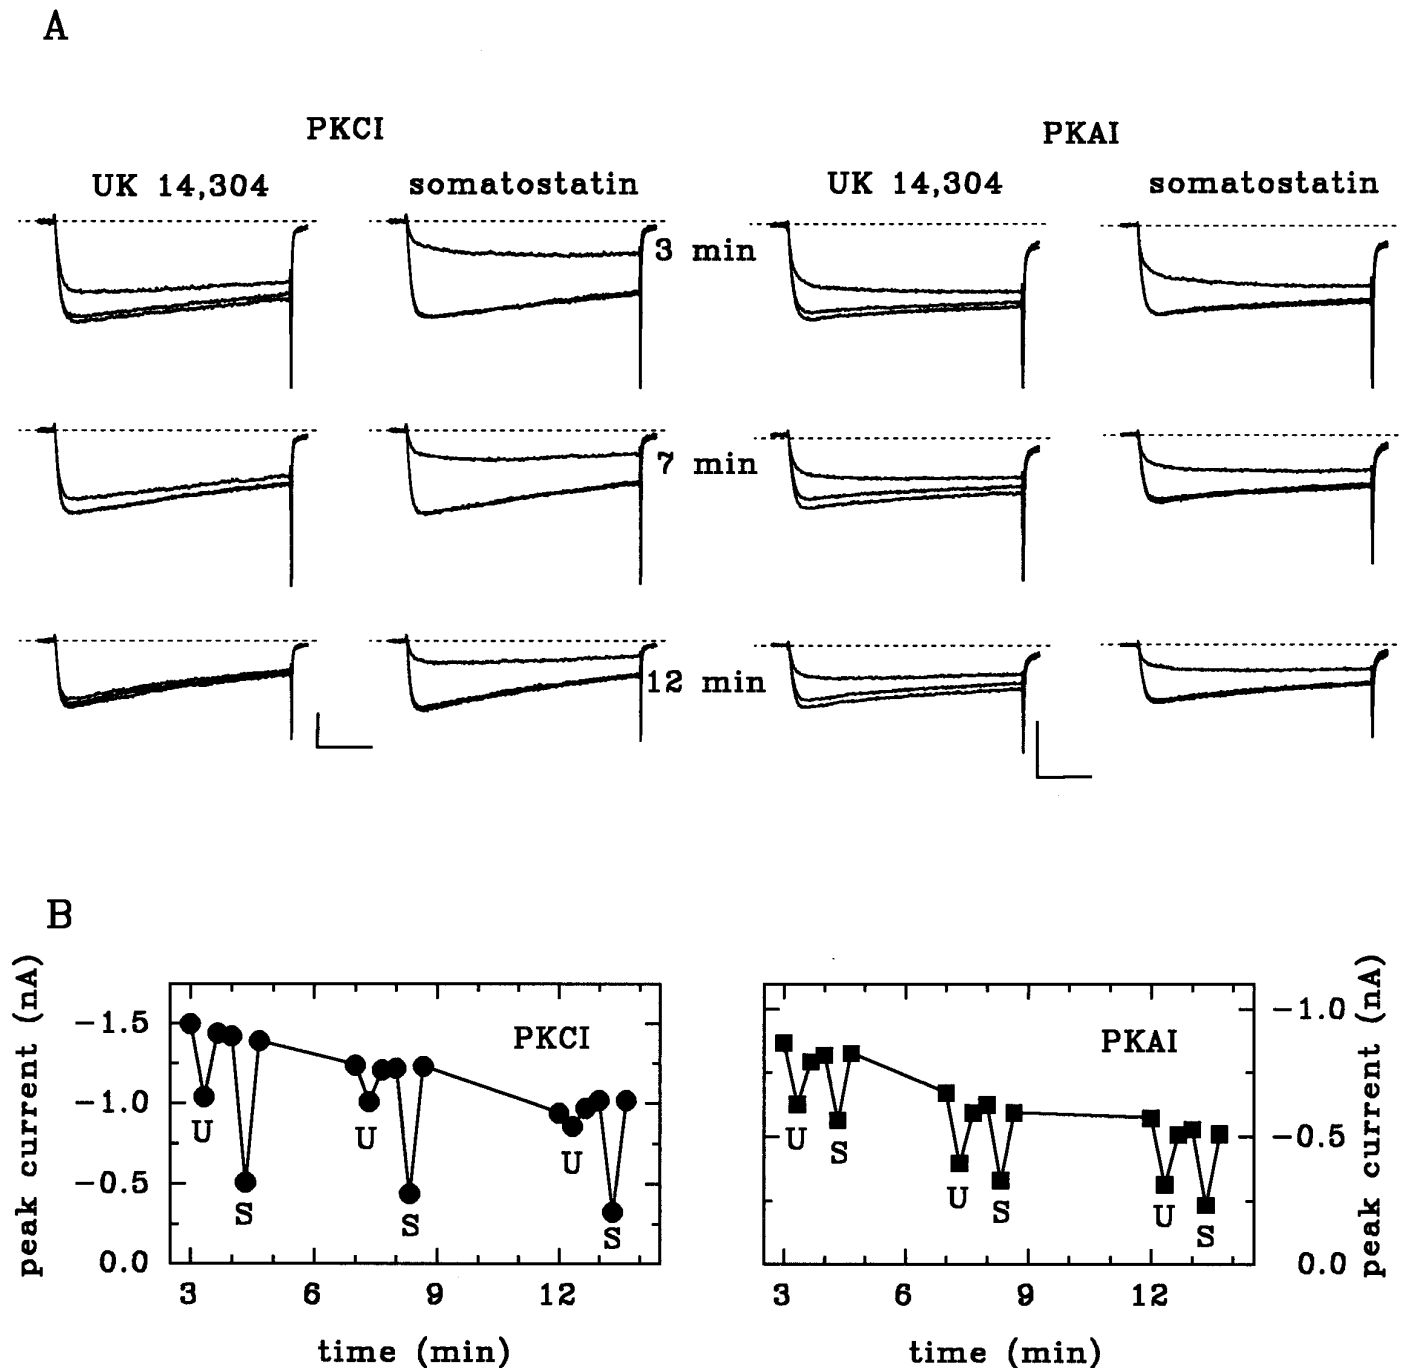 A
PKCI
PKAI
UK 14,304
somatostatin
UK 14,304
somatostatin
3 min
7 min
12 min
B
peak current (nA)
-1.5
-1.0
-0.5
0.0
PKCI
U
S
U
S
U
S
3
6
9
12
time (min)
PKAI
U
S
U
S
U
S
-1.0
-0.5
0.0
peak current (nA)
3
6
9
12
time (min)